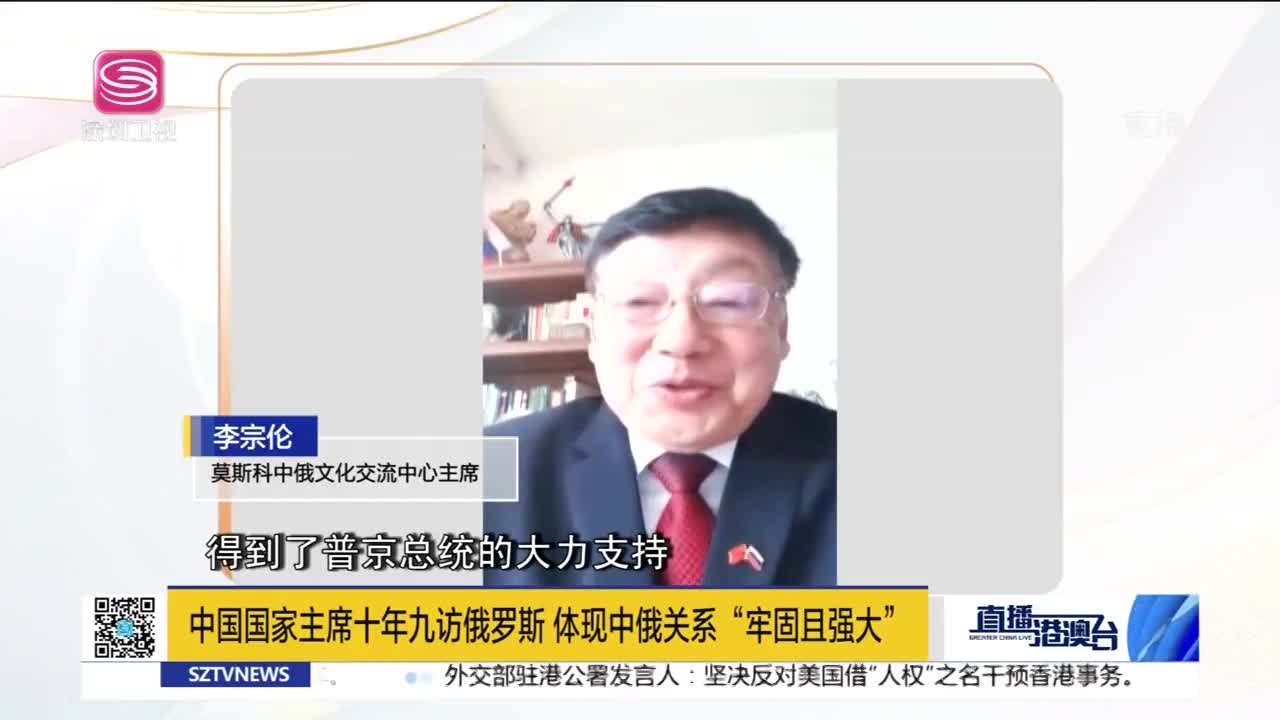 深圳卫视
重播
李宗伦
莫斯科中俄文化交流中心主席
得到了普京总统的大力支持
中国国家主席十年九访俄罗斯 体现中俄关系“牢固且强大”
直播港澳台
GREATER CHINA LIVE
SZTVNEWS
外交部驻港公署发言人：坚决反对美国借“人权”之名干预香港事务。